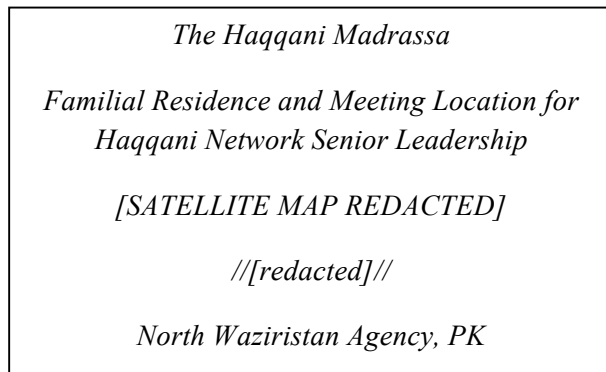 The Haqqani Madrassa
Familial Residence and Meeting Location for
Haqqani Network Senior Leadership
[SATELLITE MAP REDACTED]
//[redacted]//
North Waziristan Agency, PK